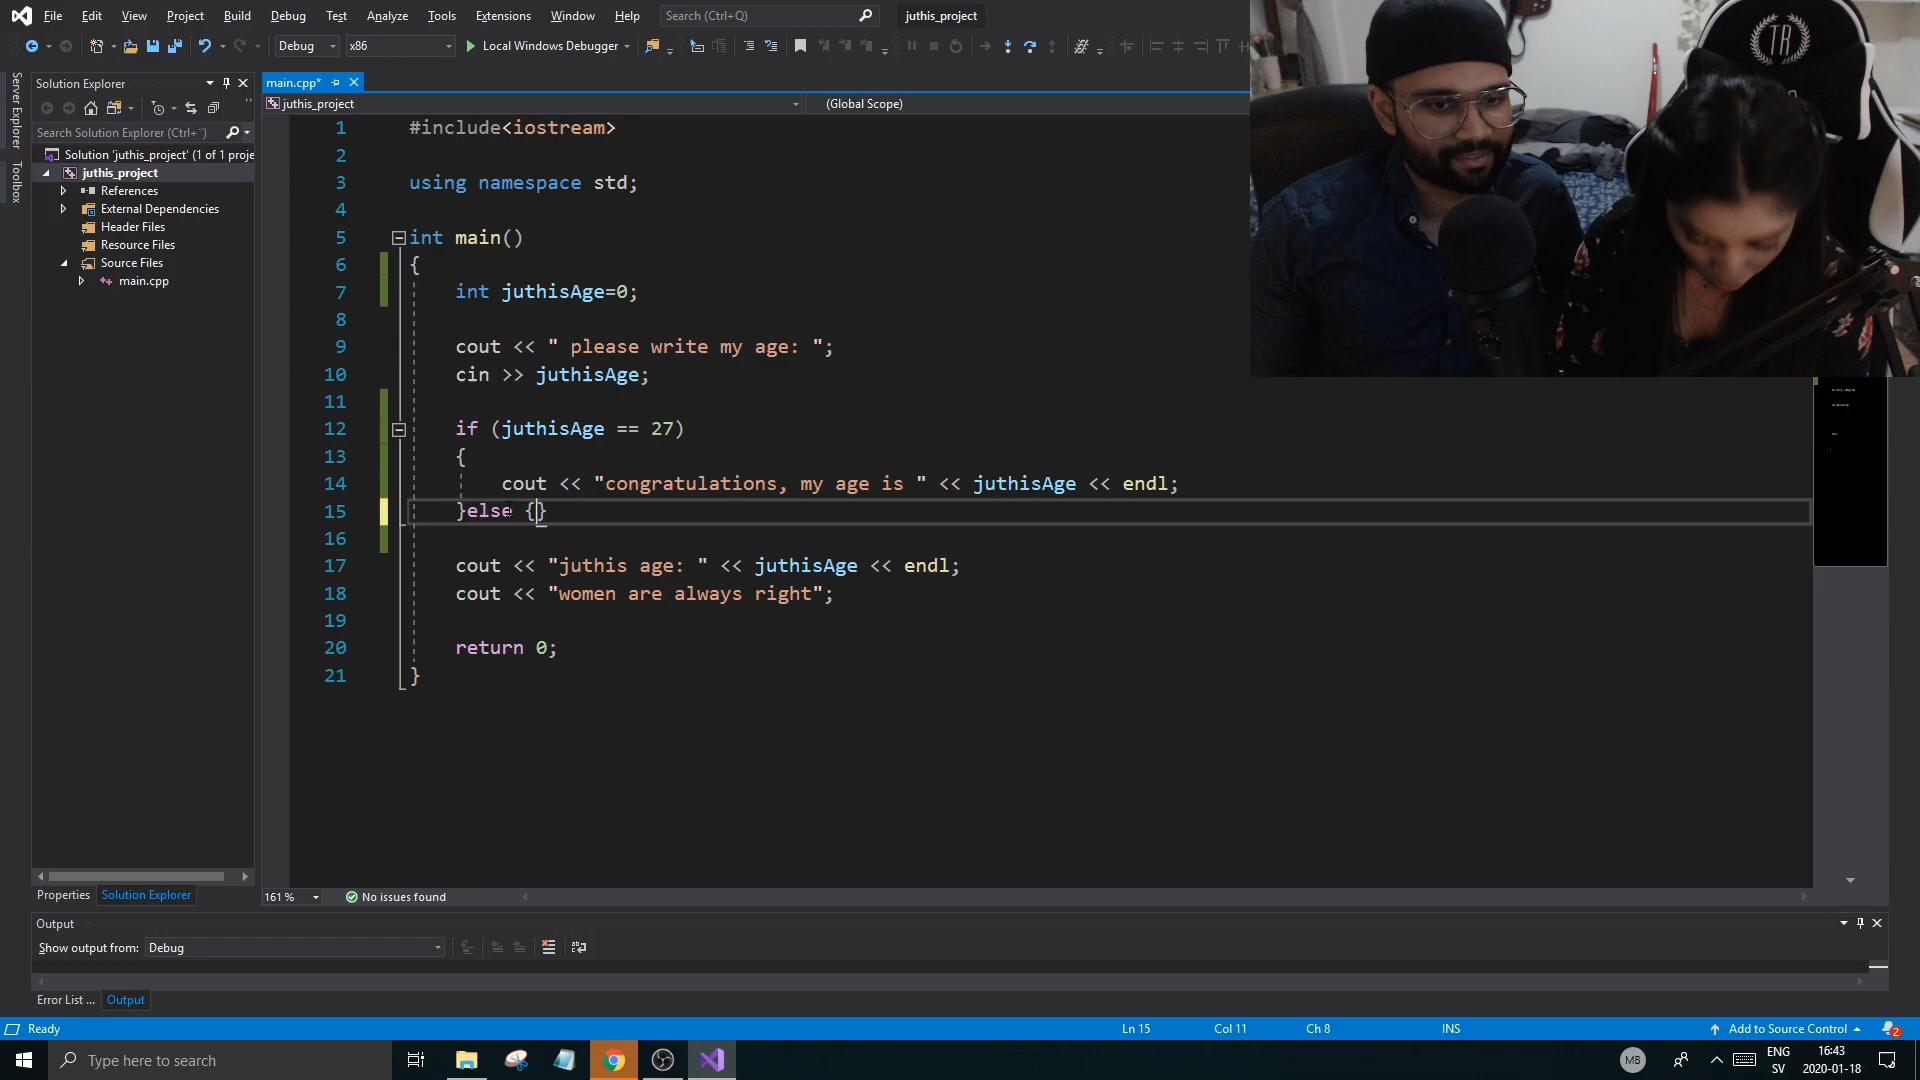 File Edit View Project Build Debug Test Analyze Tools Extensions Window Help Search (Ctrl+Q) juthis_project
Debug x86 Local Windows Debugger
Server Explorer
Toolbox
Solution Explorer
Search Solution Explorer (Ctrl+¨)
Solution 'juthis_project' (1 of 1 proje
juthis_project
References
External Dependencies
Header Files
Resource Files
Source Files
main.cpp
Properties Solution Explorer
main.cpp*
juthis_project (Global Scope)
1 #include<iostream>
2
3 using namespace std;
4
5 int main()
6 {
7 int juthisAge=0;
8
9 cout << " please write my age: ";
10 cin >> juthisAge;
11
12 if (juthisAge == 27)
13 {
14 cout << "congratulations, my age is " << juthisAge << endl;
15 }else {}
16
17 cout << "juthis age: " << juthisAge << endl;
18 cout << "women are always right";
19
20 return 0;
21 }
TR
161 % No issues found
Output
Show output from: Debug
Error List ... Output
Ready Ln 15 Col 11 Ch 8 INS Add to Source Control 2
Type here to search MB ENG SV 16:43 2020-01-18